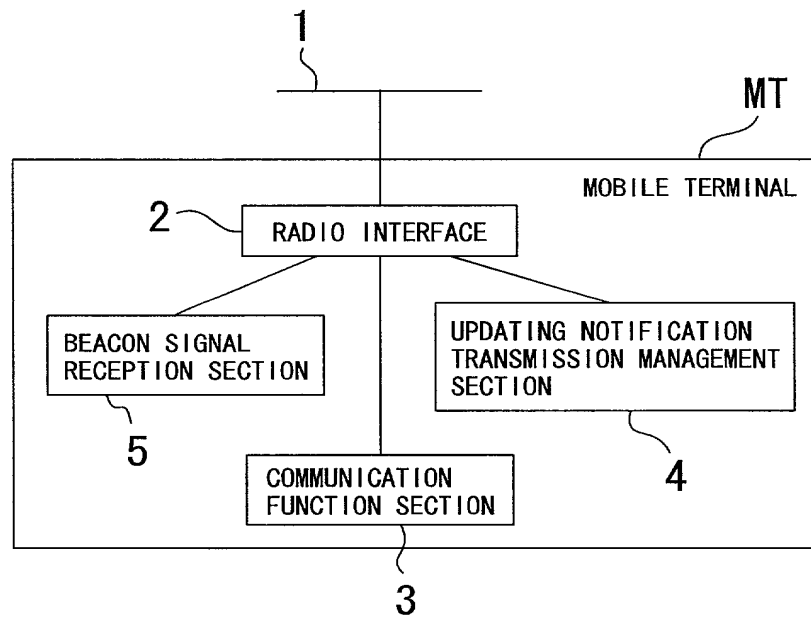 1
MT
MOBILE TERMINAL
2
RADIO INTERFACE
BEACON SIGNAL
RECEPTION SECTION
5
UPDATING NOTIFICATION
TRANSMISSION MANAGEMENT
SECTION
4
COMMUNICATION
FUNCTION SECTION
3